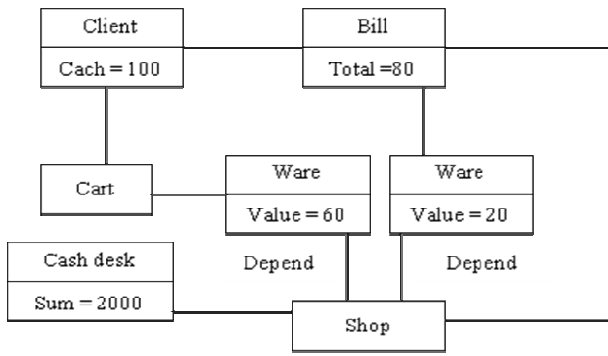 Client
Cach = 100
Bill
Total =80
Cart
Ware
Value = 60
Ware
Value = 20
Cash desk
Sum = 2000
Depend
Depend
Shop